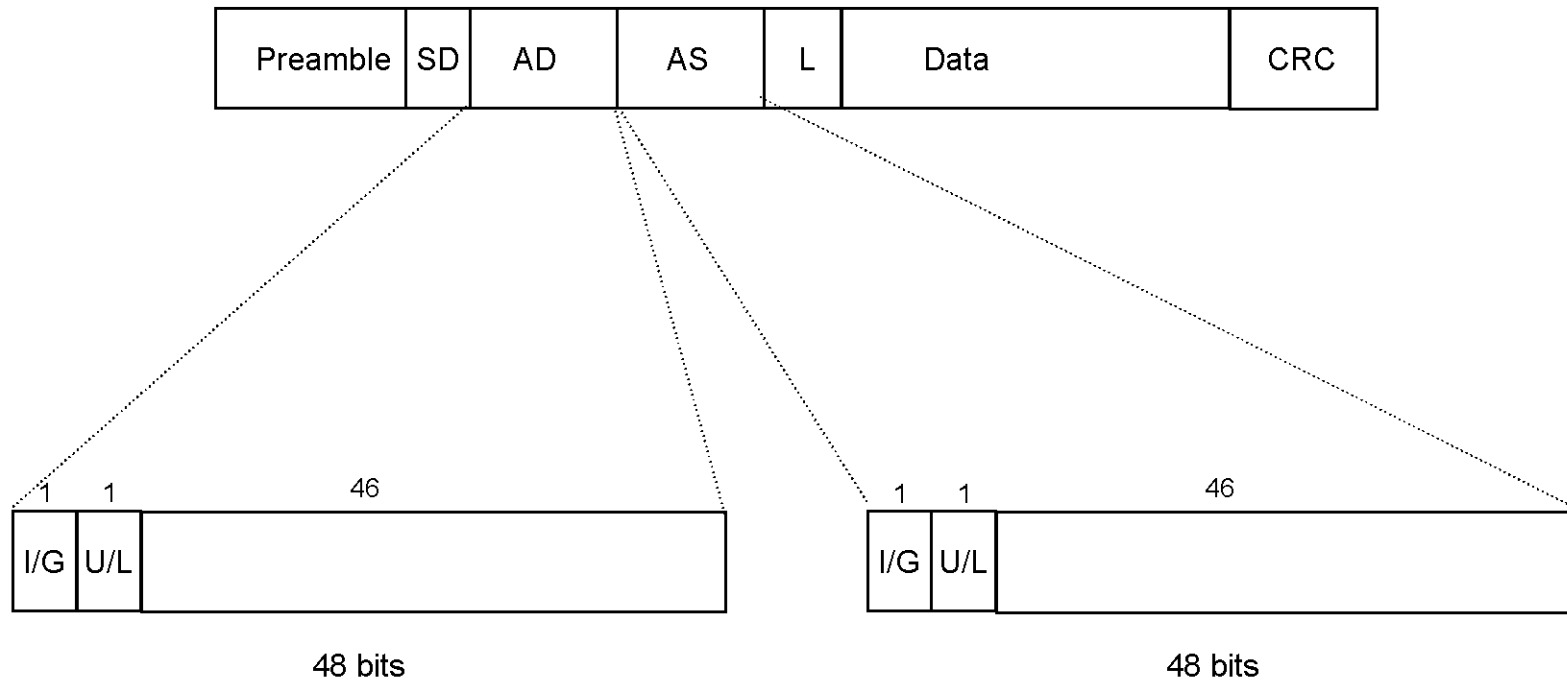 Preamble SD AD AS L Data CRC
1 1 46 1 1 46
I/G U/L I/G U/L
48 bits 48 bits